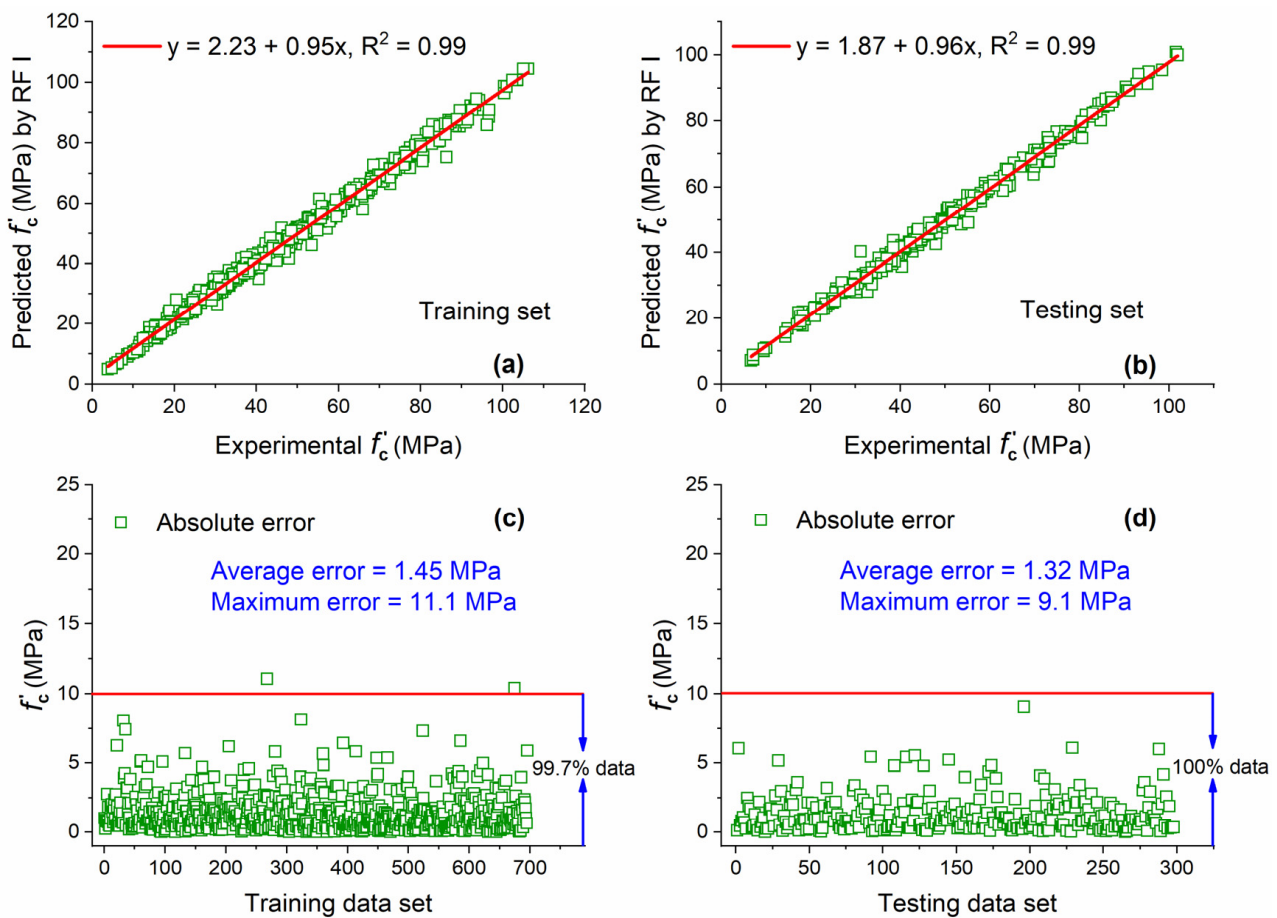 120
100
80
60
40
20
0
Predicted f'c (MPa) by RF I
y = 2.23 + 0.95x, R² = 0.99
Training set
(a)
0 20 40 60 80 100 120
Experimental f'c (MPa)
100
80
60
40
20
0
Predicted f'c (MPa) by RF I
y = 1.87 + 0.96x, R² = 0.99
Testing set
(b)
0 20 40 60 80 100
Experimental f'c (MPa)
25
20
15
10
5
0
f'c (MPa)
Absolute error
(c)
Average error = 1.45 MPa
Maximum error = 11.1 MPa
99.7% data
0 100 200 300 400 500 600 700
Training data set
25
20
15
10
5
0
f'c (MPa)
Absolute error
(d)
Average error = 1.32 MPa
Maximum error = 9.1 MPa
100% data
0 50 100 150 200 250 300
Testing data set